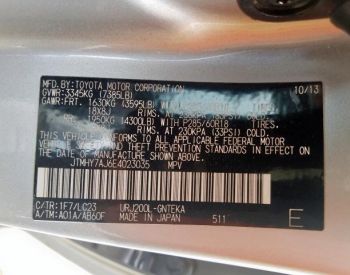 MFD. BY: TOYOTA MOTOR CORPORATION 10/13
GVWR: 3345KG (7385LB)
GAWR: FRT. 1630KG (3595LB) WITH
18X8J RIMS.
RR. 1950KG (4300LB) WITH P285/60R18
RIMS. AT 230KPA (33PSI) COLD
THIS VEHICLE CONFORMS TO ALL APPLICABLE FEDERAL MOTOR
VEHICLE SAFETY AND
THEFT PREVENTION STANDARDS IN EFFECT ON THE DATE OF
MANUFACTURE SHOWN ABOVE.
MPV
C/TR: 1F7/LC23 URJ200L-GNTEKA
A/TM: A01A/AB60F MADE IN JAPAN 511 E